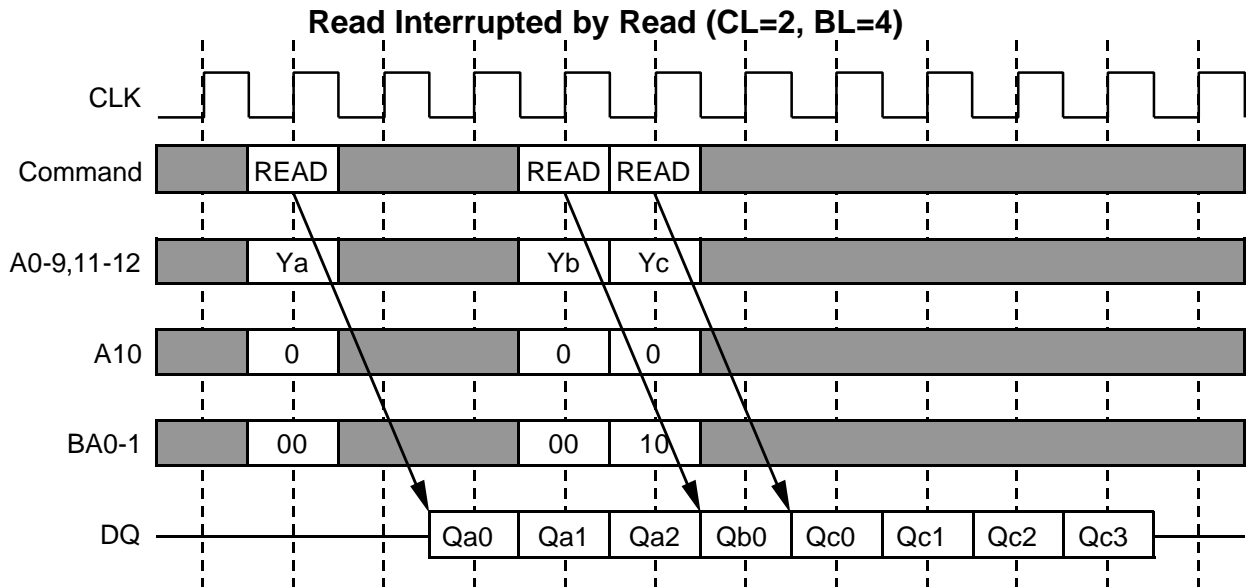 Read Interrupted by Read (CL=2, BL=4)
CLK
Command READ READ READ
A0-9,11-12 Ya Yb Yc
A10 0 0 0
BA0-1 00 00 10
DQ Qa0 Qa1 Qa2 Qb0 Qc0 Qc1 Qc2 Qc3